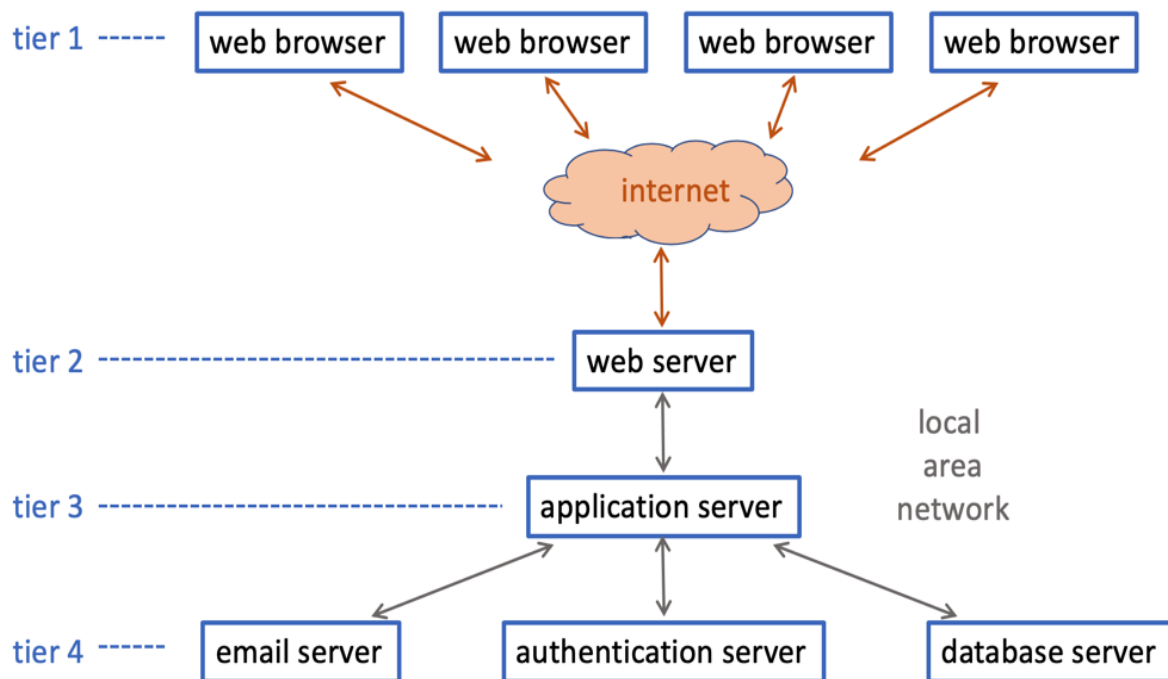 tier 1 web browser web browser web browser web browser
internet
tier 2 web server
local
area
tier 3 application server
network
tier 4 email server authentication server database server